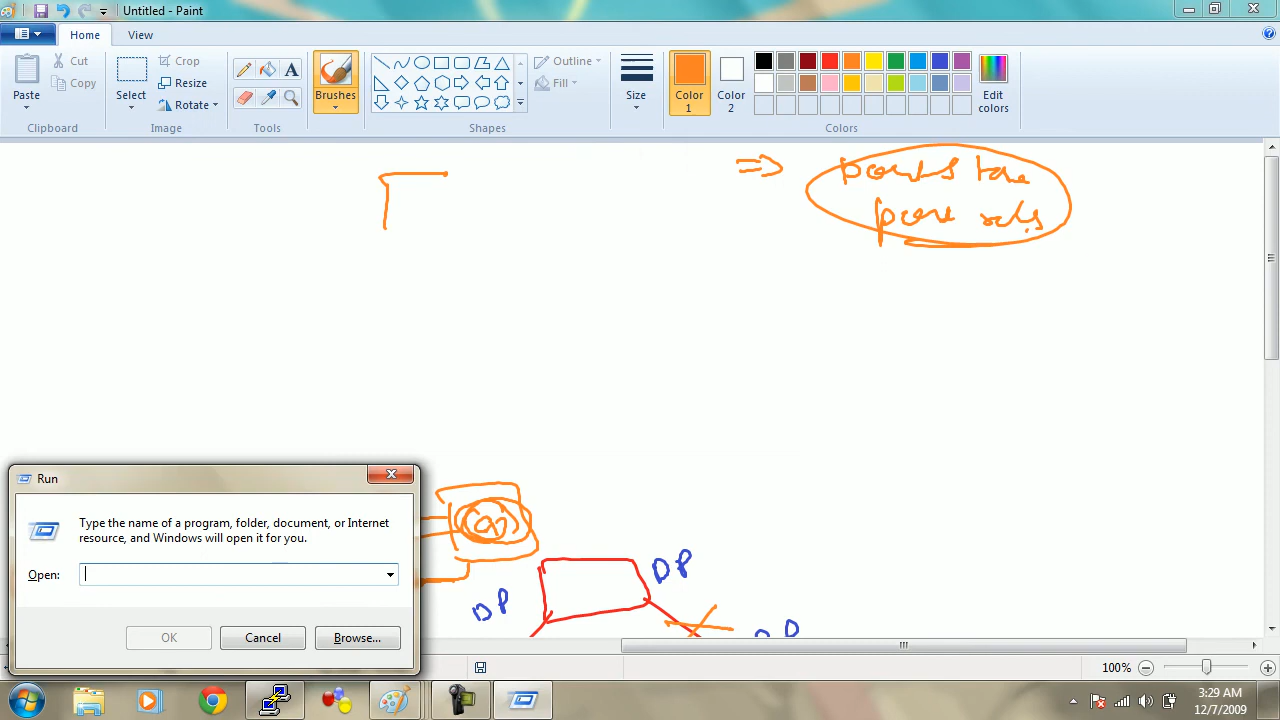 Untitled - Paint
Home
View
Paste
Cut
Copy
Clipboard
Select
Crop
Resize
Rotate
Image
Tools
Brushes
Shapes
Outline
Fill
Size
Color 1
Color 2
Edit colors
Colors
=>
DP
DP
Run
Type the name of a program, folder, document, or Internet
resource, and Windows will open it for you.
Open:
OK
Cancel
Browse...
100%
3:29 AM
12/7/2009